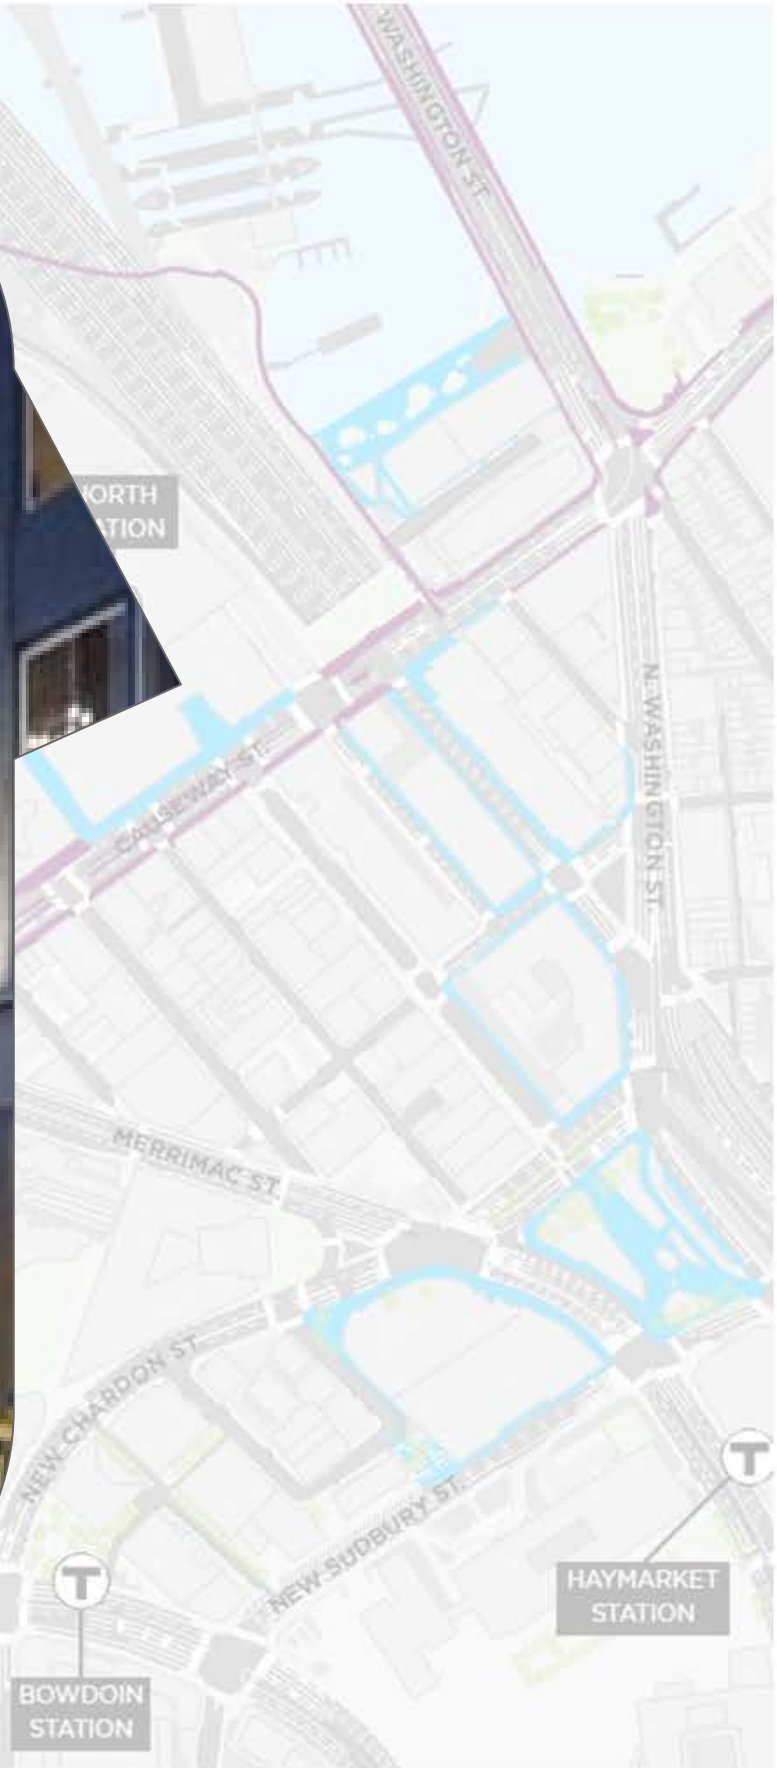 WASHINGTON ST.
ORTH
ATION
CAUSEWAY ST.
N. WASHINGTON ST.
MERRIMAC ST.
NEW CHARDON ST.
NEW SUDBURY ST.
T
HAYMARKET
STATION
T
BOWDOIN
STATION